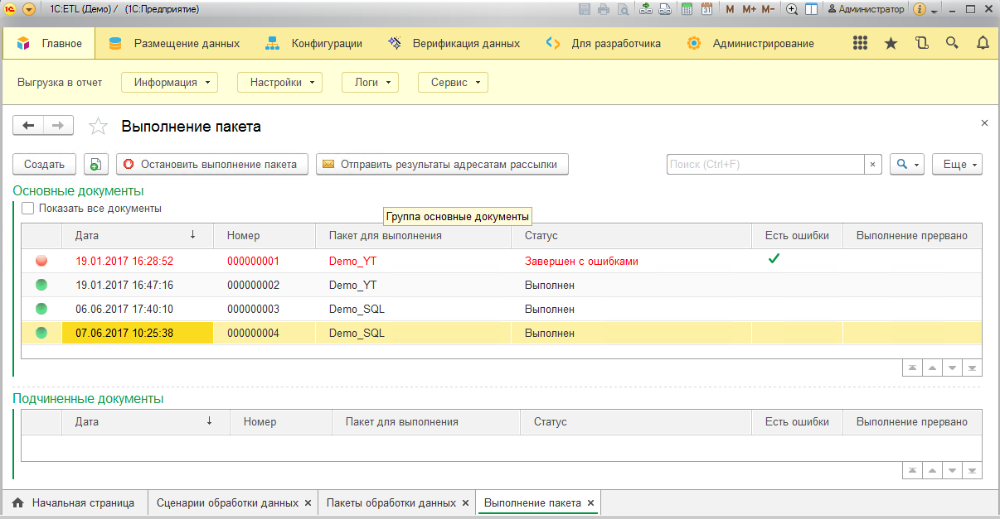 1С:ETL (Демо) / (1С:Предприятие)
M M+ M- Администратор
Главное Размещение данных Конфигурации Верификация данных Для разработчика Администрирование
Выгрузка в отчет Информация Настройки Логи Сервис
Выполнение пакета
Создать Остановить выполнение пакета Отправить результаты адресатам рассылки Поиск (Ctrl+F) × Еще
Основные документы
Показать все документы
Группа основные документы
Дата ↓ Номер Пакет для выполнения Статус Есть ошибки Выполнение прервано
19.01.2017 16:28:52 000000001 Demo_YT Завершен с ошибками
19.01.2017 16:47:16 000000002 Demo_YT Выполнен
06.06.2017 17:40:10 000000003 Demo_SQL Выполнен
07.06.2017 10:25:38 000000004 Demo_SQL Выполнен
Подчиненные документы
Дата ↓ Номер Пакет для выполнения Статус Есть ошибки Выполнение прервано
Начальная страница Сценарии обработки данных × Пакеты обработки данных × Выполнение пакета ×